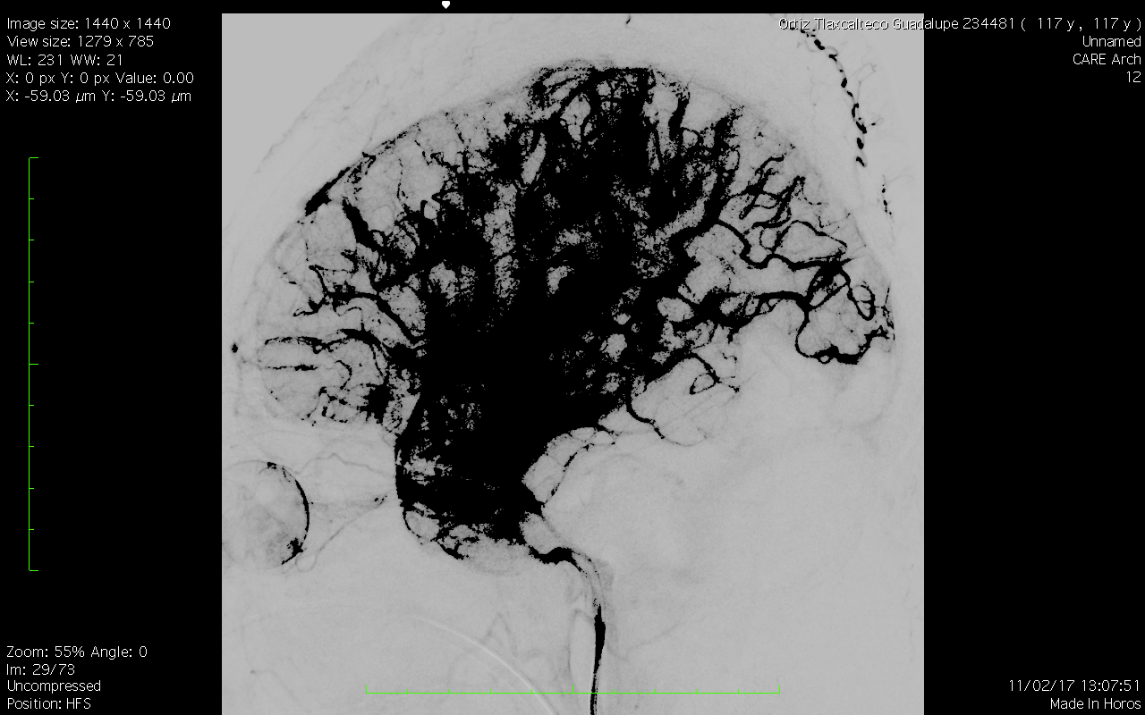 Image size: 1440 x 1440
View size: 1279 x 785
WL: 231 WW: 21
X: 0 px Y: 0 px Value: 0.00
X: -59.03 µm Y: -59.03 µm
Ortiz Tlaxcalteco Guadalupe 234481 ( 117 y, 117 y )
Unnamed
CARE Arch
12
Zoom: 55% Angle: 0
Im: 29/73
Uncompressed
Position: HFS
11/02/17 13:07:51
Made In Horos